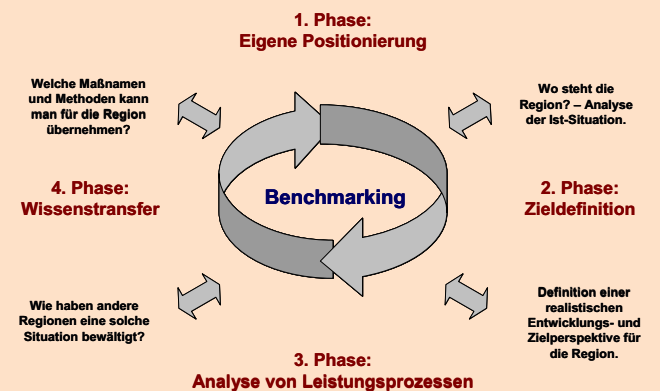 1. Phase:
Eigene Positionierung
Welche Maßnamen
und Methoden kann
man für die Region
übernehmen?
Wo steht die
Region? – Analyse
der Ist-Situation.
4. Phase:
Wissenstransfer
Benchmarking
2. Phase:
Zieldefinition
Wie haben andere
Regionen eine solche
Situation bewältigt?
Definition einer
realistischen
Entwicklungs- und
Zielperspektive für
die Region.
3. Phase:
Analyse von Leistungsprozessen